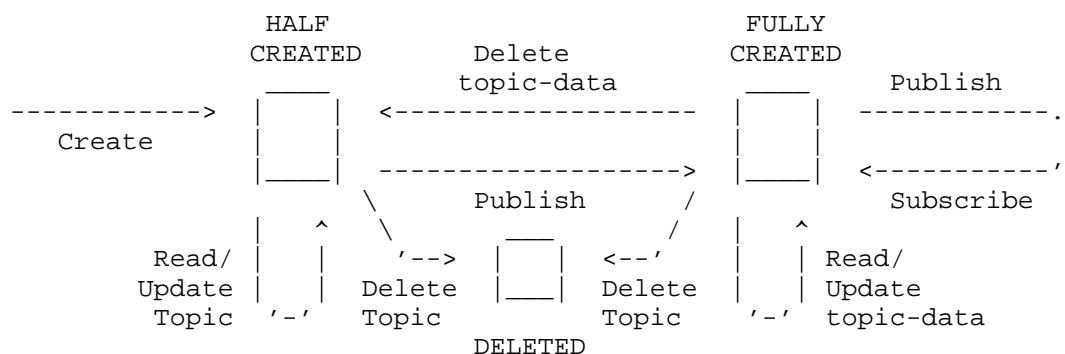 HALF FULLY
CREATED Delete CREATED
topic-data Publish
Create
Publish Subscribe
Read/ Read/
Update Delete Delete Update
Topic Topic Topic topic-data
DELETED